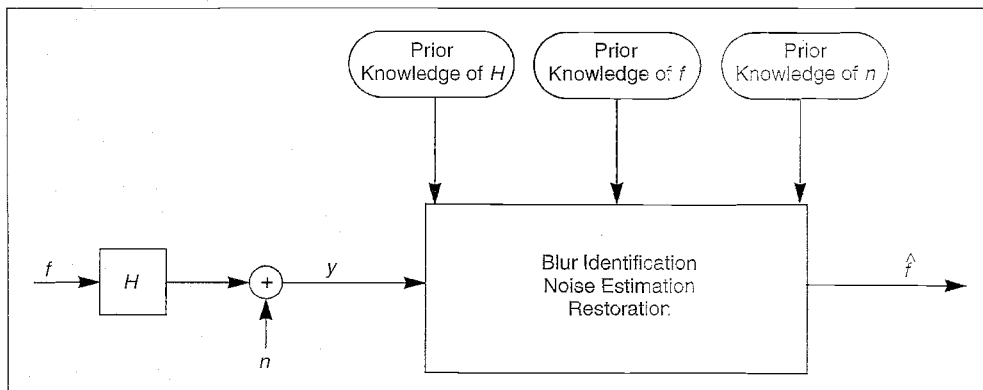 Prior
Knowledge of H
Prior
Knowledge of f
Prior
Knowledge of n
f
H
+
n
y
Blur Identification
Noise Estimation
Restoration
f̂